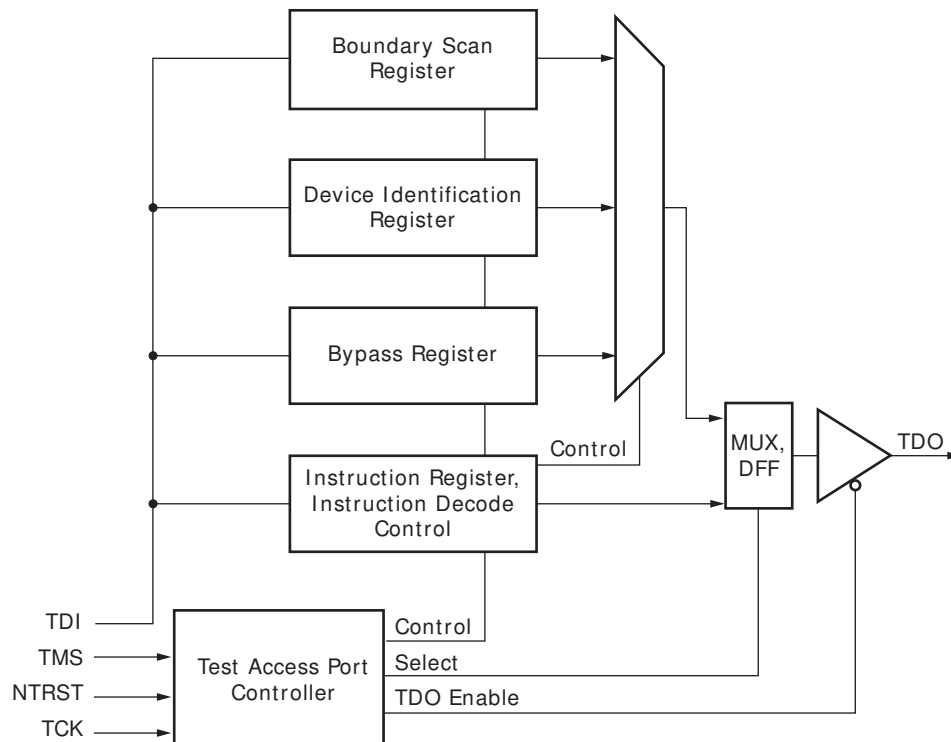 Boundary Scan
Register
Device Identification
Register
Bypass Register
Control
Instruction Register,
Instruction Decode
Control
MUX,
DFF
TDO
TDI
TMS
NTRST
TCK
Test Access Port
Controller
Control
Select
TDO Enable